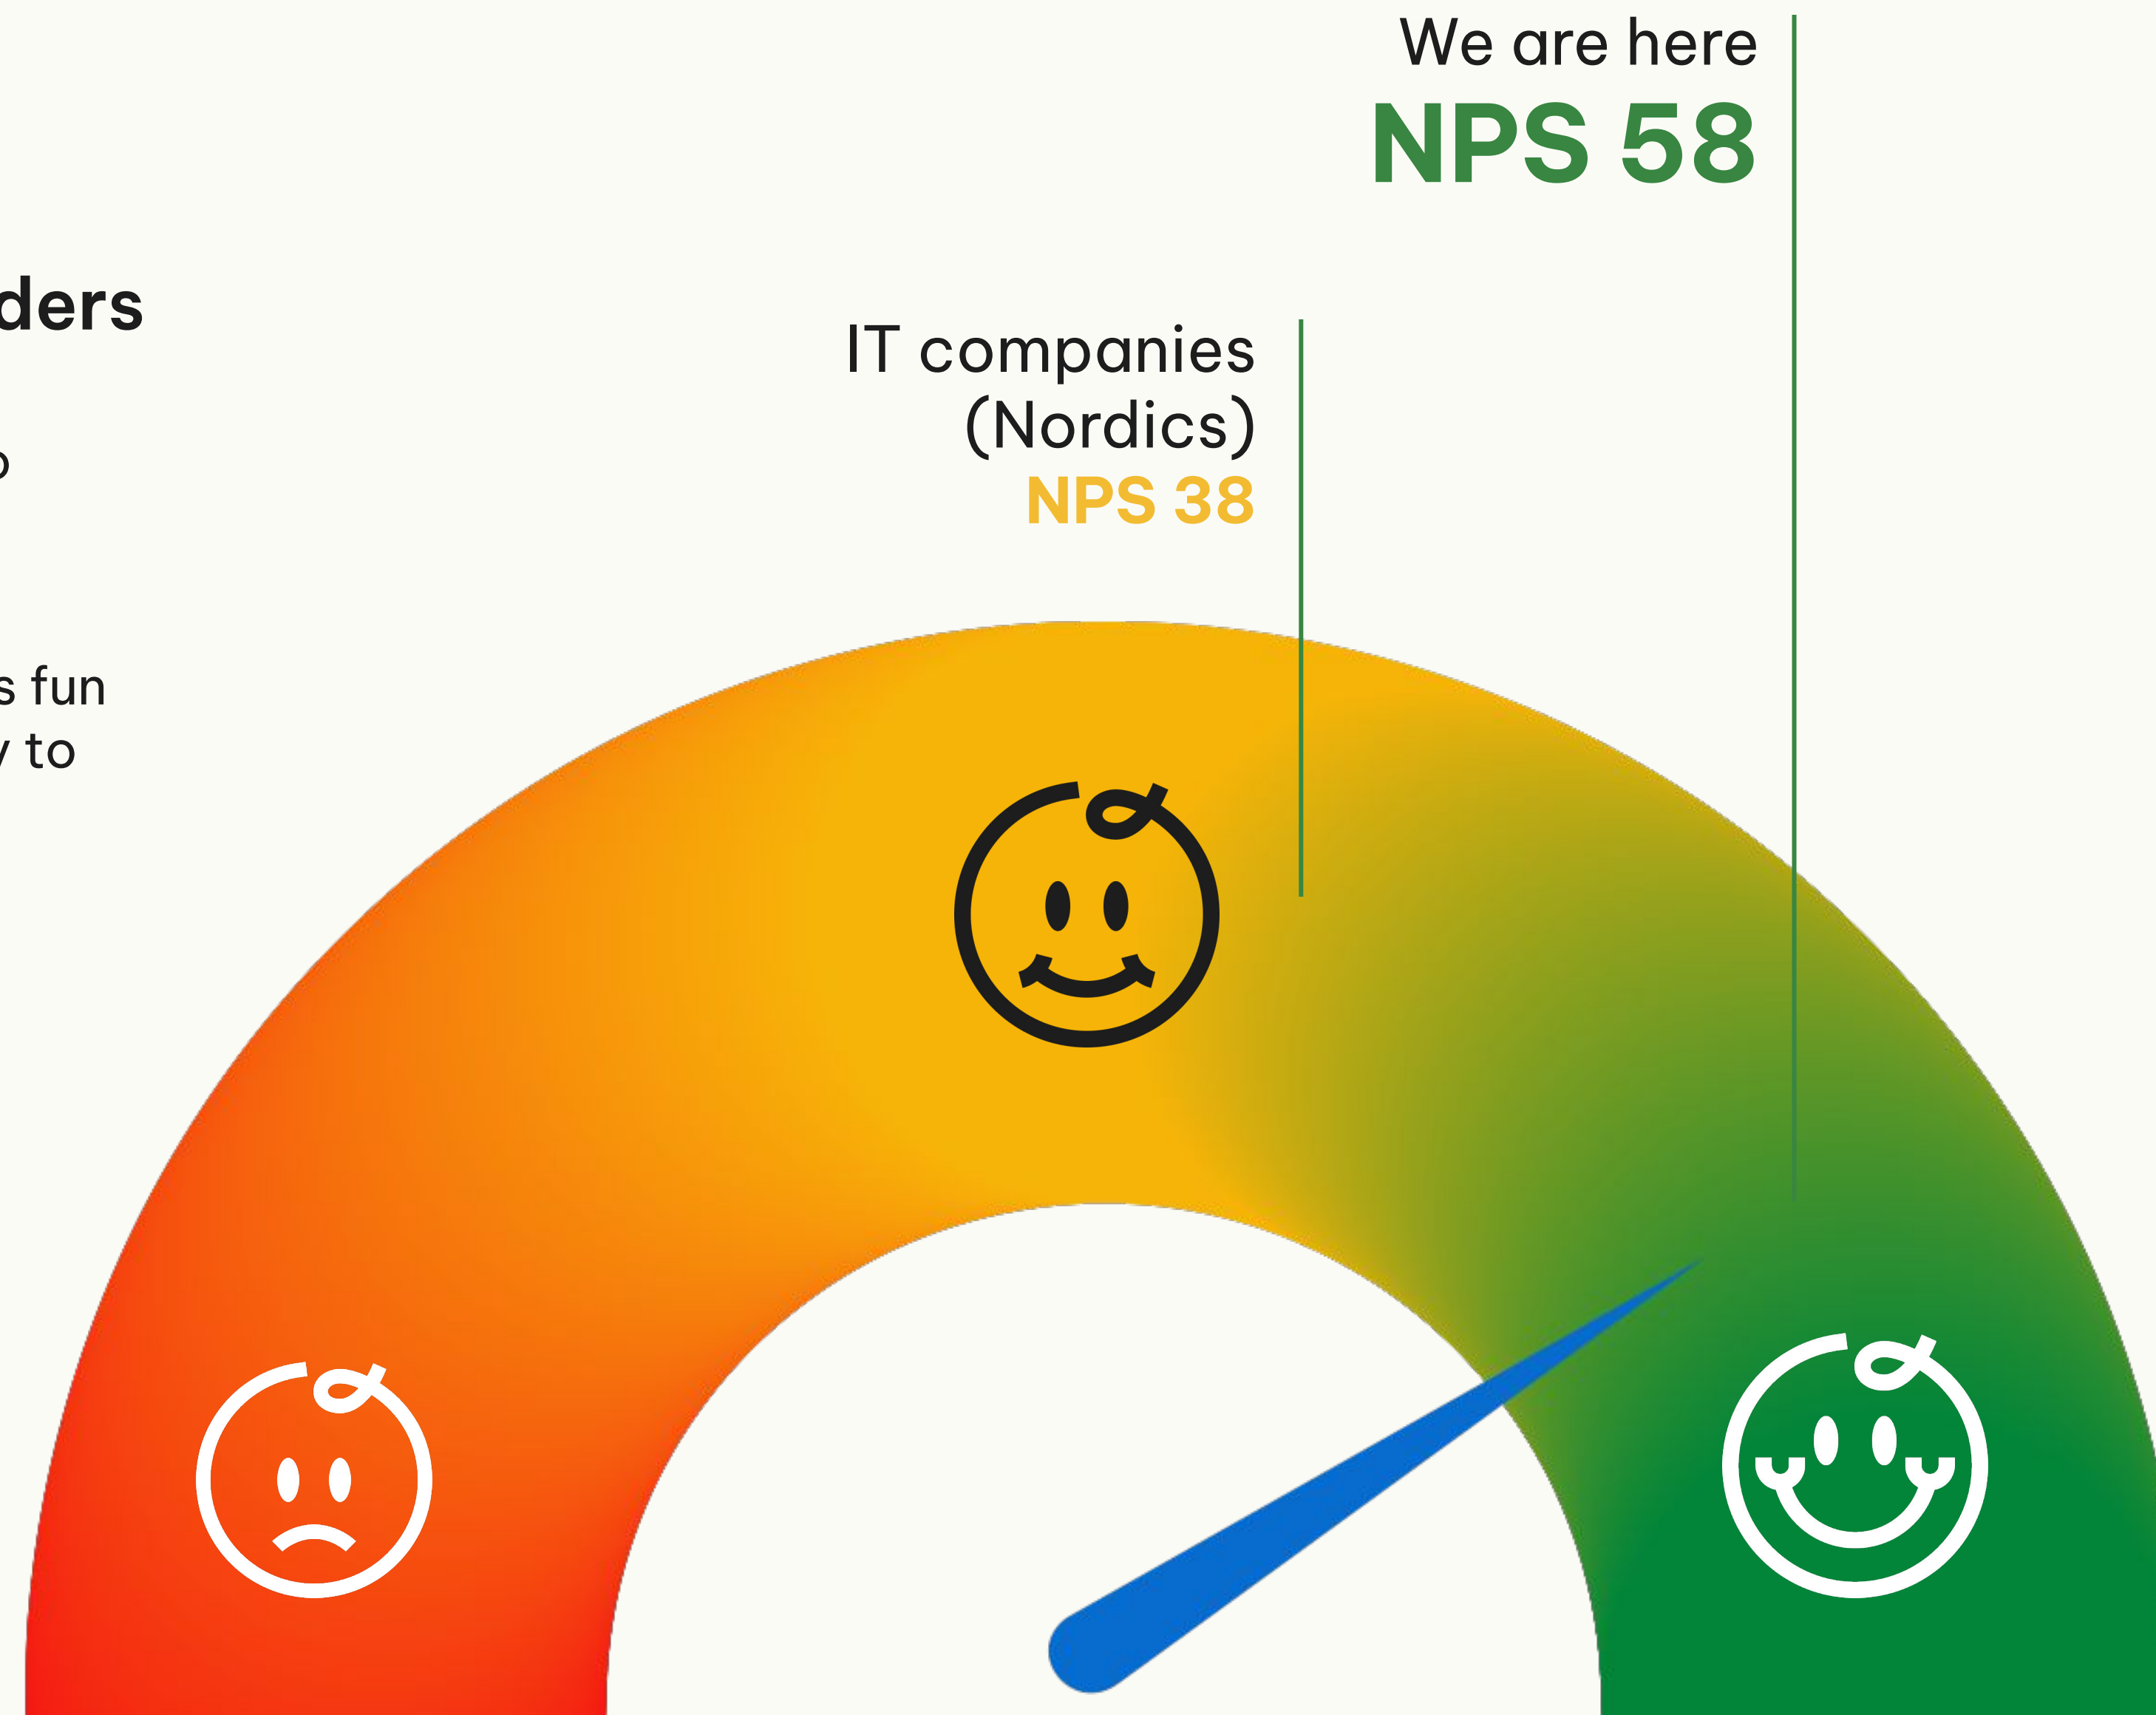 We are here
NPS 58
ders
IT companies
(Nordics)
NPS 38
s fun
y to